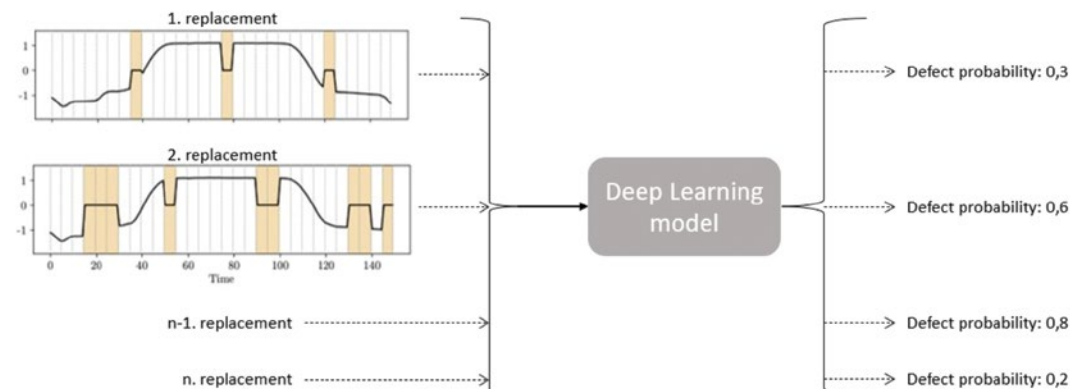 1. replacement
1
0
-1
2. replacement
1
0
-1
0 20 40 60 80 100 120 140
Time
n-1. replacement
n. replacement
Deep Learning
model
Defect probability: 0,3
Defect probability: 0,6
Defect probability: 0,8
Defect probability: 0,2